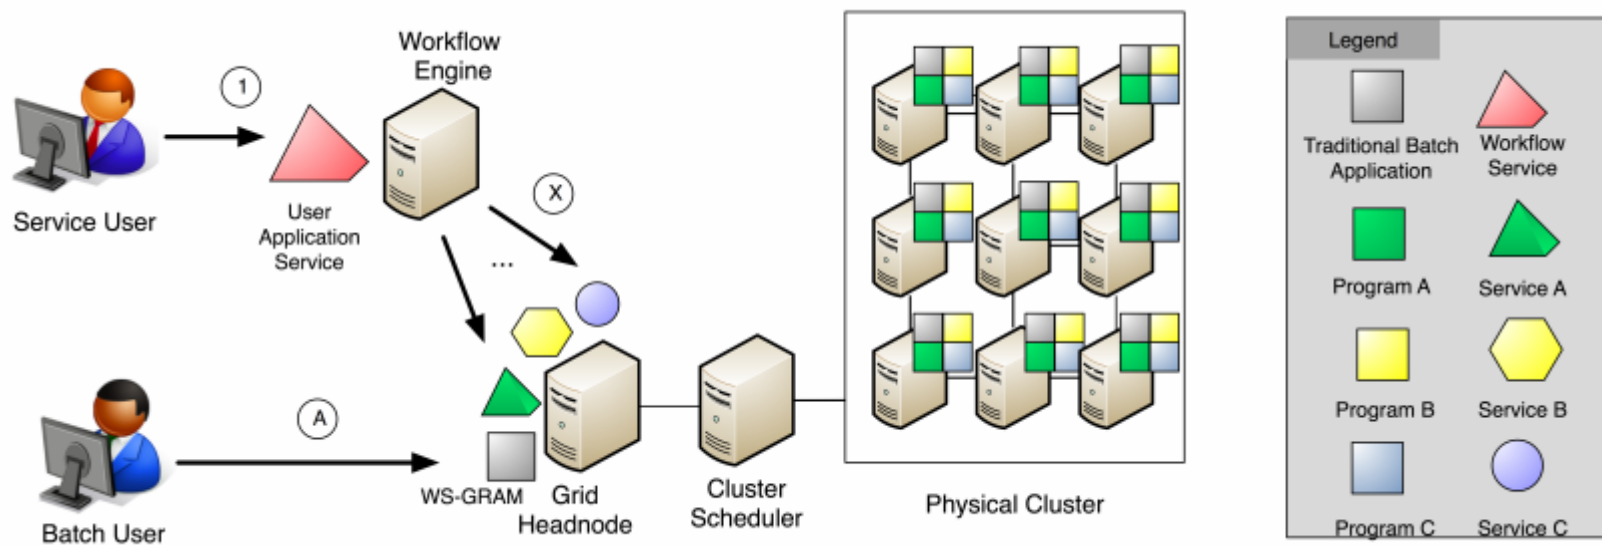 Workflow
Engine
1
Service User
User
Application
Service
X
...
A
Batch User
WS-GRAM
Grid
Headnode
Cluster
Scheduler
Physical Cluster
Legend
Traditional Batch
Application
Workflow
Service
Program A
Service A
Program B
Service B
Program C
Service C